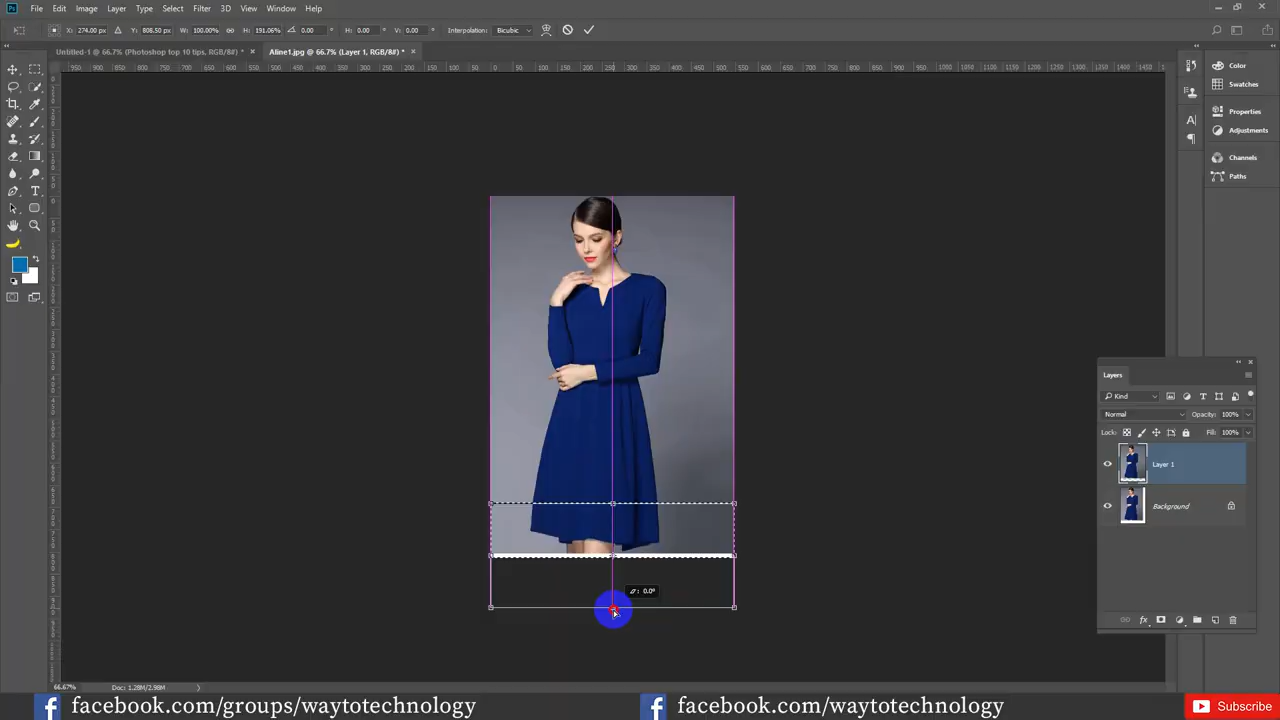 Ps File Edit Image Layer Type Select Filter 3D View Window Help
X: 274.00 px Y: 808.50 px W: 100.00% H: 191.06% 0.00 ° H: 0.00 ° V: 0.00 ° Interpolation: Bicubic
Untitled-1 @ 66.7% (Photoshop top 10 tips, RGB/8#) * × Aline1.jpg @ 66.7% (Layer 1, RGB/8#) * ×
Color
Swatches
Properties
Adjustments
Channels
Paths
Layers
Kind
Normal Opacity: 100%
Lock: Fill: 100%
Layer 1
Background
0.0°
66.67% Doc: 1.28M/2.98M
facebook.com/groups/waytotechnology facebook.com/waytotechnology Subscribe